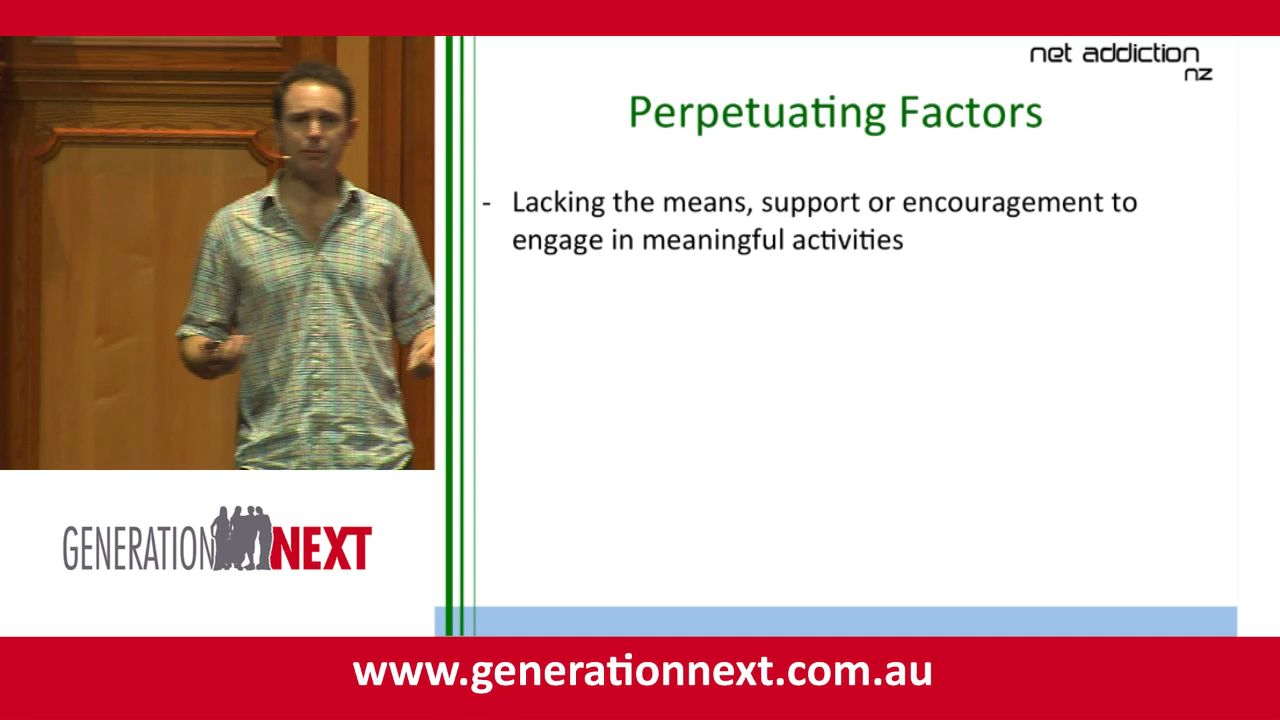 net addiction
nz
Perpetuating Factors
- Lacking the means, support or encouragement to
engage in meaningful activities
GENERATION NEXT
www.generationnext.com.au